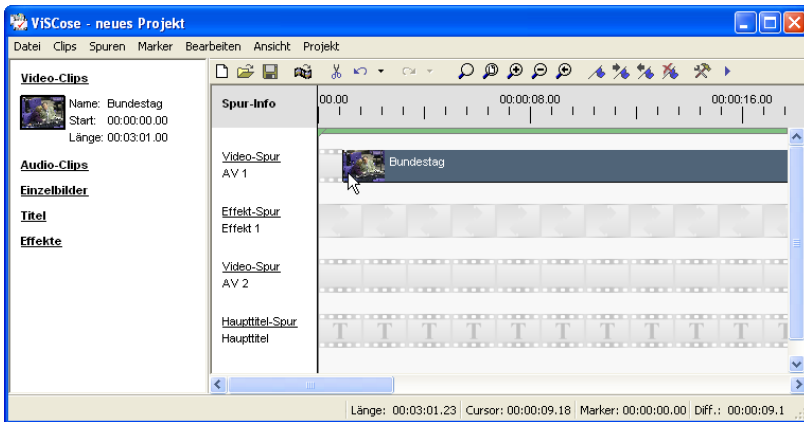 ViSCose - neues Projekt
Datei Clips Spuren Marker Bearbeiten Ansicht Projekt
Video-Clips
Name: Bundestag
Start: 00:00:00.00
Länge: 00:03:01.00
Audio-Clips
Einzelbilder
Titel
Effekte
Spur-Info
00.00 00:00:08.00 00:00:16.00
Video-Spur
AV 1
Bundestag
Effekt-Spur
Effekt 1
Video-Spur
AV 2
Haupttitel-Spur
Haupttitel
T T T T T T T T T T
Länge: 00:03:01.23 Cursor: 00:00:09.18 Marker: 00:00:00.00 Diff.: 00:00:09.1